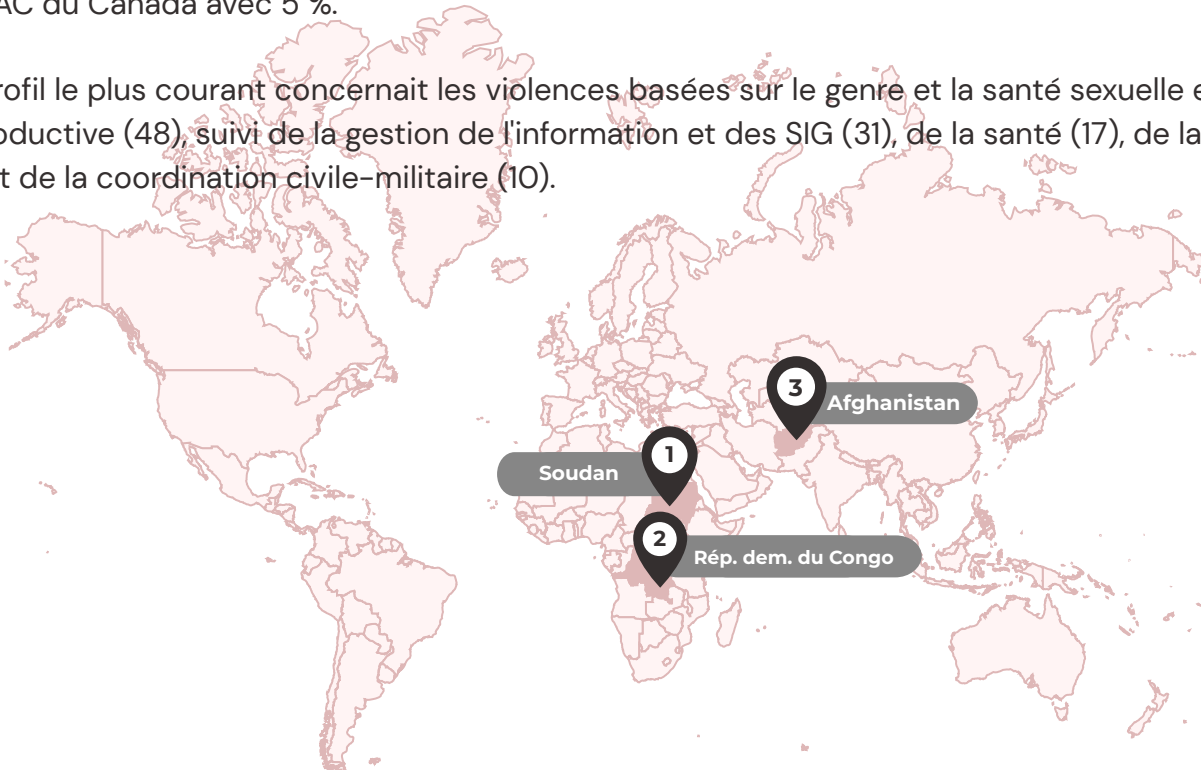 AC du Canada avec 5 %.
rofil le plus courant concernait les violences basées sur le genre et la santé sexuelle e
oductive (48), suivi de la gestion de l'information et des SIG (31), de la santé (17), de la
t de la coordination civile-militaire (10).
3
Afghanistan
1
Soudan
2
Rép. dem. du Congo